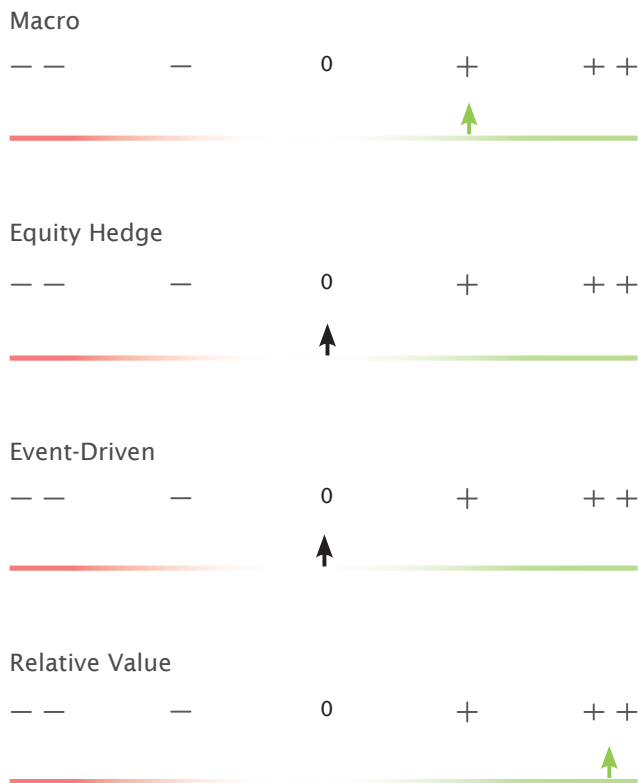 Macro
— — — 0 + + +
Equity Hedge
— — — 0 + + +
Event-Driven
— — — 0 + + +
Relative Value
— — — 0 + + +